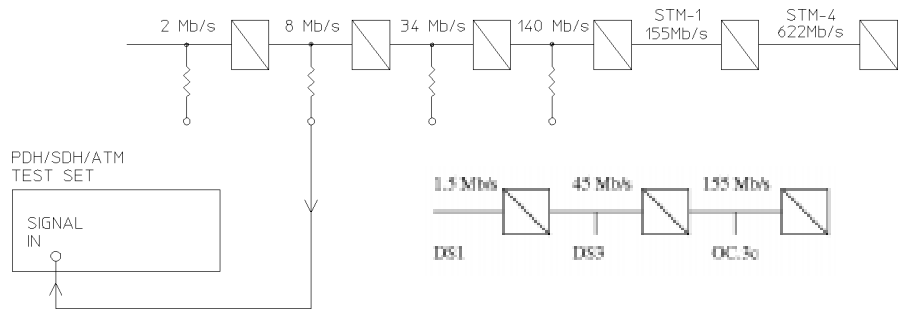 2 Mb/s
8 Mb/s
34 Mb/s
140 Mb/s
STM-1
155Mb/s
STM-4
622Mb/s
PDH/SDH/ATM
TEST SET
SIGNAL
IN
1.5 Mb/s
45 Mb/s
155 Mb/s
DS1
DS3
OC.3c